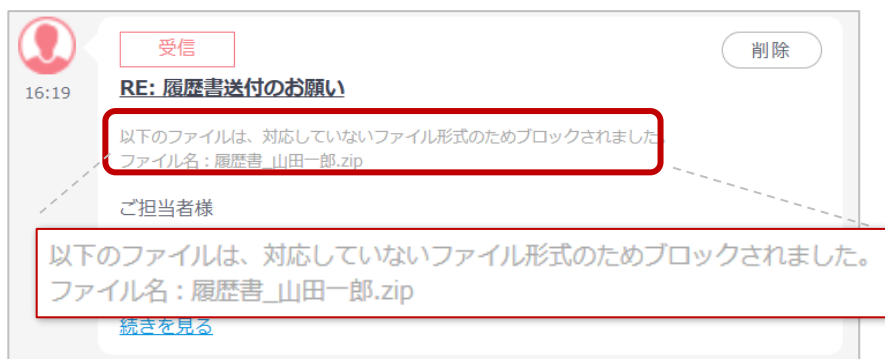 受信
削除
16:19
RE: 履歴書送付のお願い
以下のファイルは、対応していないファイル形式のためブロックされました。
ファイル名：履歴書_山田一郎.zip
ご担当者様
以下のファイルは、対応していないファイル形式のためブロックされました。
ファイル名：履歴書_山田一郎.zip
続きを見る